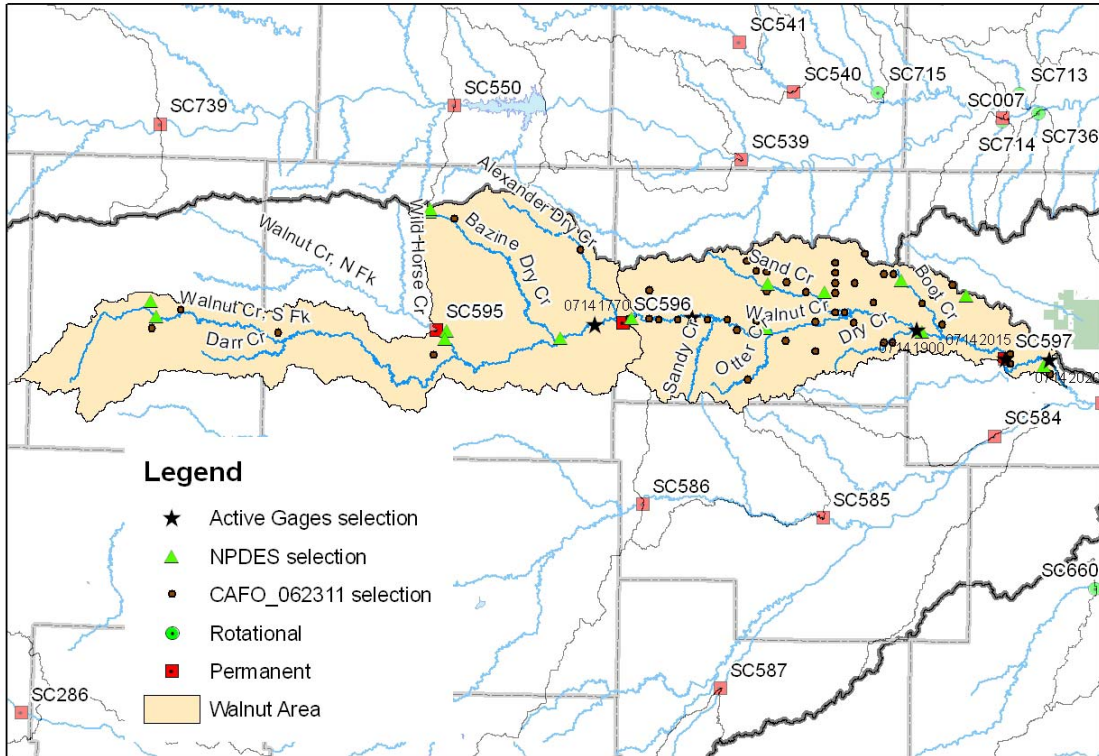 SC541
SC540
SC715
SC713
SC007
SC550
SC739
SC714
SC736
SC539
Alexander Dry Cr
Walnut Cr, N Fk
Wild Horse Cr
Bazine Dry Cr
Sand Cr
Boot Cr
Walnut Cr, S Fk
Darr Cr
SC595
07141770
SC596
Walnut Cr
Dry Cr
Otter Cr
Sandy Cr
07141900
07142015
SC597
0714202
SC584
SC586
SC585
SC660
SC587
SC286
Legend
Active Gages selection
NPDES selection
CAFO_062311 selection
Rotational
Permanent
Walnut Area